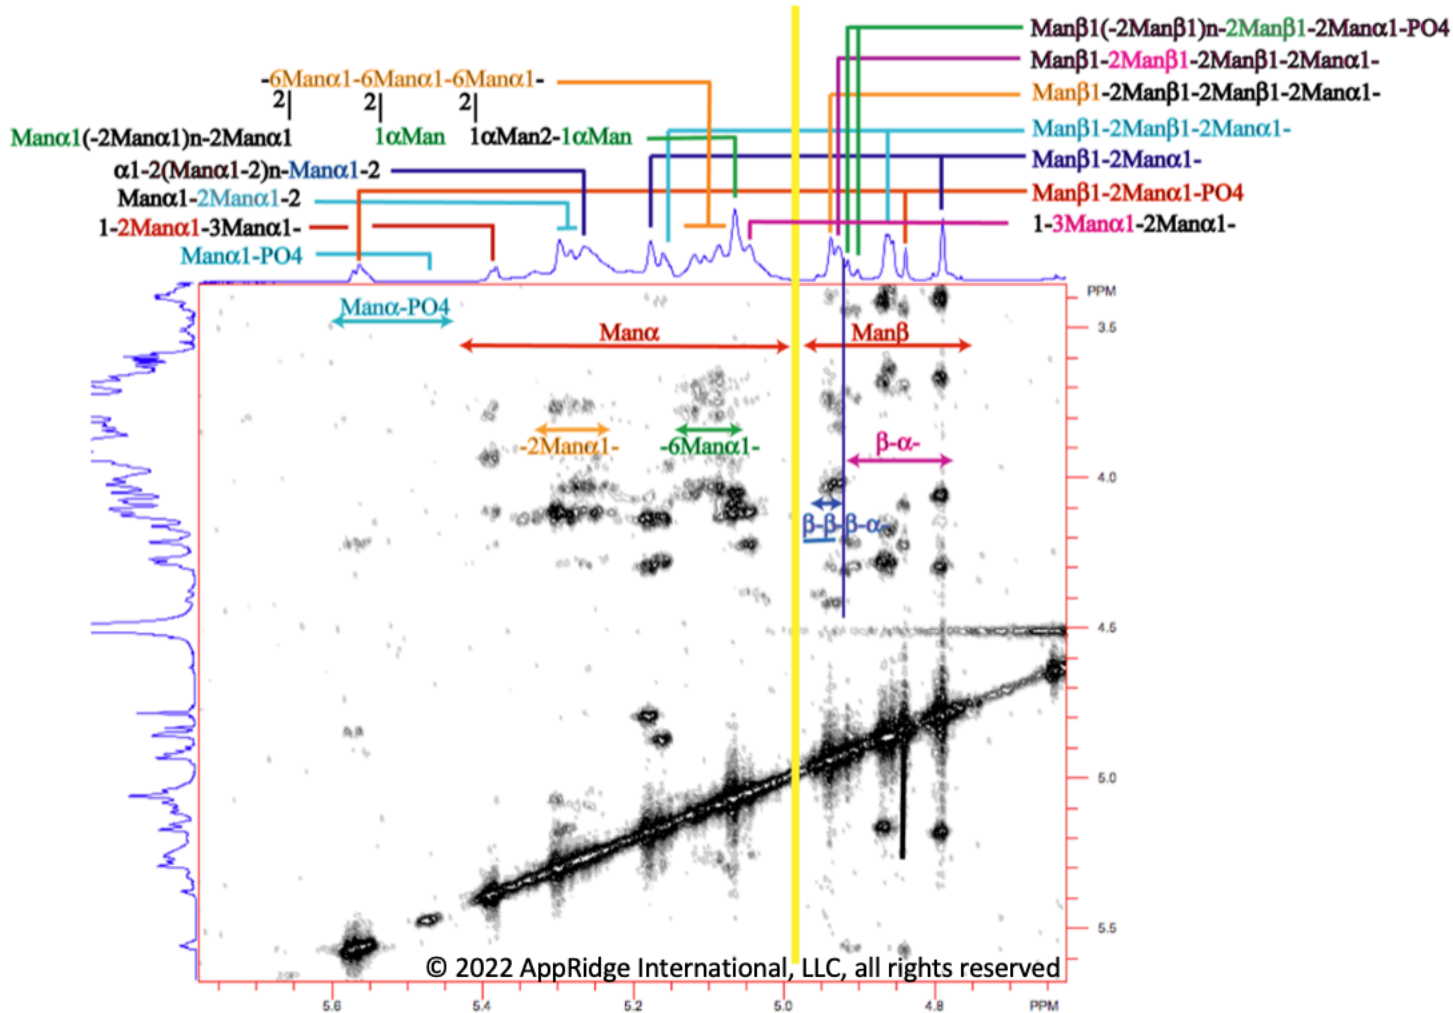 Manβ1(-2Manβ1)n-2Manβ1-2Manα1-PO4
Manβ1-2Manβ1-2Manβ1-2Manα1-
-6Manα1-6Manα1-6Manα1-
Manβ1-2Manβ1-2Manβ1-2Manα1-
2| 2| 2|
Manα1(-2Manα1)n-2Manα1 1αMan 1αMan2-1αMan
Manβ1-2Manβ1-2Manα1-
Manβ1-2Manα1-
α1-2(Manα1-2)n-Manα1-2
Manα1-2Manα1-2
Manβ1-2Manα1-PO4
1-2Manα1-3Manα1-
1-3Manα1-2Manα1-
Manα1-PO4
PPM
Manα-PO4
3.5
Manα
Manβ
-2Manα1-
-6Manα1-
β-α-
4.0
β-β-β-α-
4.5
5.0
5.5
© 2022 AppRidge International, LLC, all rights reserved
5.6 5.4 5.2 5.0 4.8 PPM